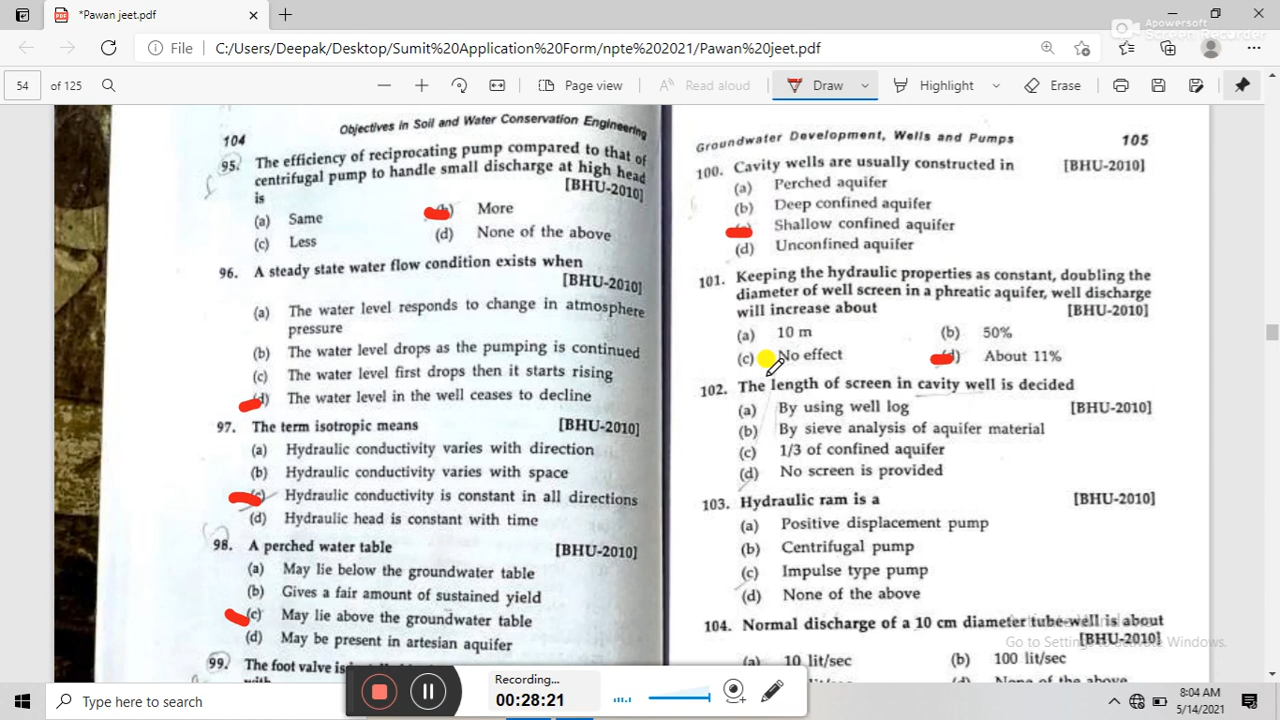 *Pawan jeet.pdf
Apowersoft
Screen Recorder
File C:/Users/Deepak/Desktop/Sumit%20Application%20Form/npte%202021/Pawan%20jeet.pdf
54 of 125
Page view
Read aloud
Draw
Highlight
Erase
104 Objectives in Soil and Water Conservation Engineering
95. The efficiency of reciprocating pump compared to that of
centrifugal pump to handle small discharge at high head
is [BHU-2010]
(a) Same (b) More
(c) Less (d) None of the above
96. A steady state water flow condition exists when
[BHU-2010]
(a) The water level responds to change in atmosphere
pressure
(b) The water level drops as the pumping is continued
(c) The water level first drops then it starts rising
(d) The water level in the well ceases to decline
97. The term isotropic means [BHU-2010]
(a) Hydraulic conductivity varies with direction
(b) Hydraulic conductivity varies with space
(c) Hydraulic conductivity is constant in all directions
(d) Hydraulic head is constant with time
98. A perched water table [BHU-2010]
(a) May lie below the groundwater table
(b) Gives a fair amount of sustained yield
(c) May lie above the groundwater table
(d) May be present in artesian aquifer
99. The foot valve is
with
Groundwater Development, Wells and Pumps 105
100. Cavity wells are usually constructed in [BHU-2010]
(a) Perched aquifer
(b) Deep confined aquifer
Shallow confined aquifer
(d) Unconfined aquifer
101. Keeping the hydraulic properties as constant, doubling the
diameter of well screen in a phreatic aquifer, well discharge
will increase about [BHU-2010]
(a) 10 m (b) 50%
(c) No effect (d) About 11%
102. The length of screen in cavity well is decided
(a) By using well log [BHU-2010]
(b) By sieve analysis of aquifer material
(c) 1/3 of confined aquifer
(d) No screen is provided
103. Hydraulic ram is a [BHU-2010]
(a) Positive displacement pump
(b) Centrifugal pump
(c) Impulse type pump
(d) None of the above
104. Normal discharge of a 10 cm diameter tube-well is about
[BHU-2010]
(a) 10 lit/sec (b) 100 lit/sec
lit/sec None of the above
Activate Windows
Go to Settings to activate Windows.
Recording...
00:28:21
Type here to search
8:04 AM
5/14/2021